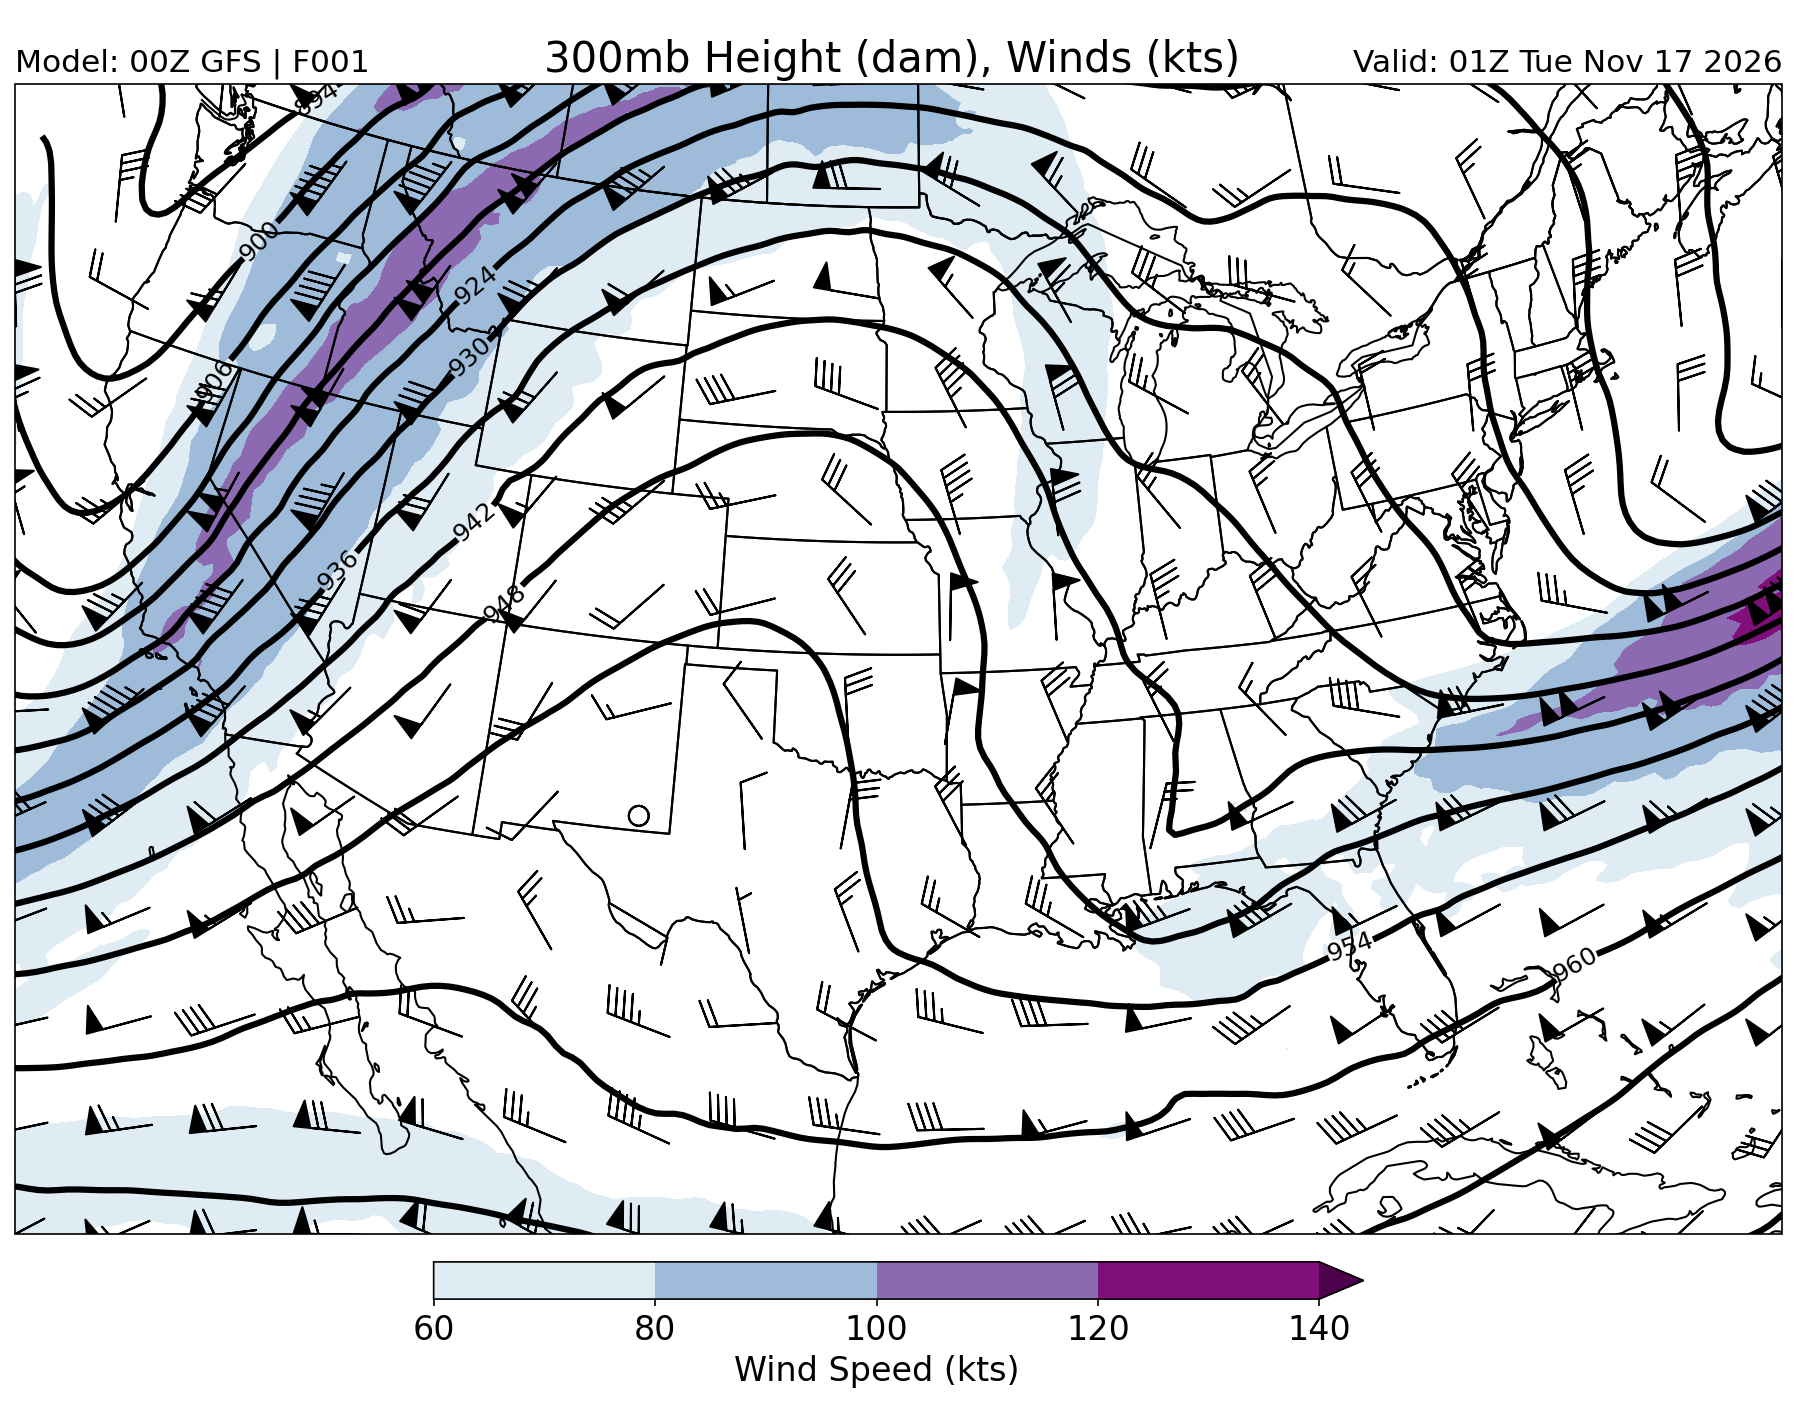 Model: 00Z GFS | F001
300mb Height (dam), Winds (kts)
Valid: 01Z Tue Nov 17 2026
894
900
924
906
930
942
936
948
954
960
60 80 100 120 140
Wind Speed (kts)